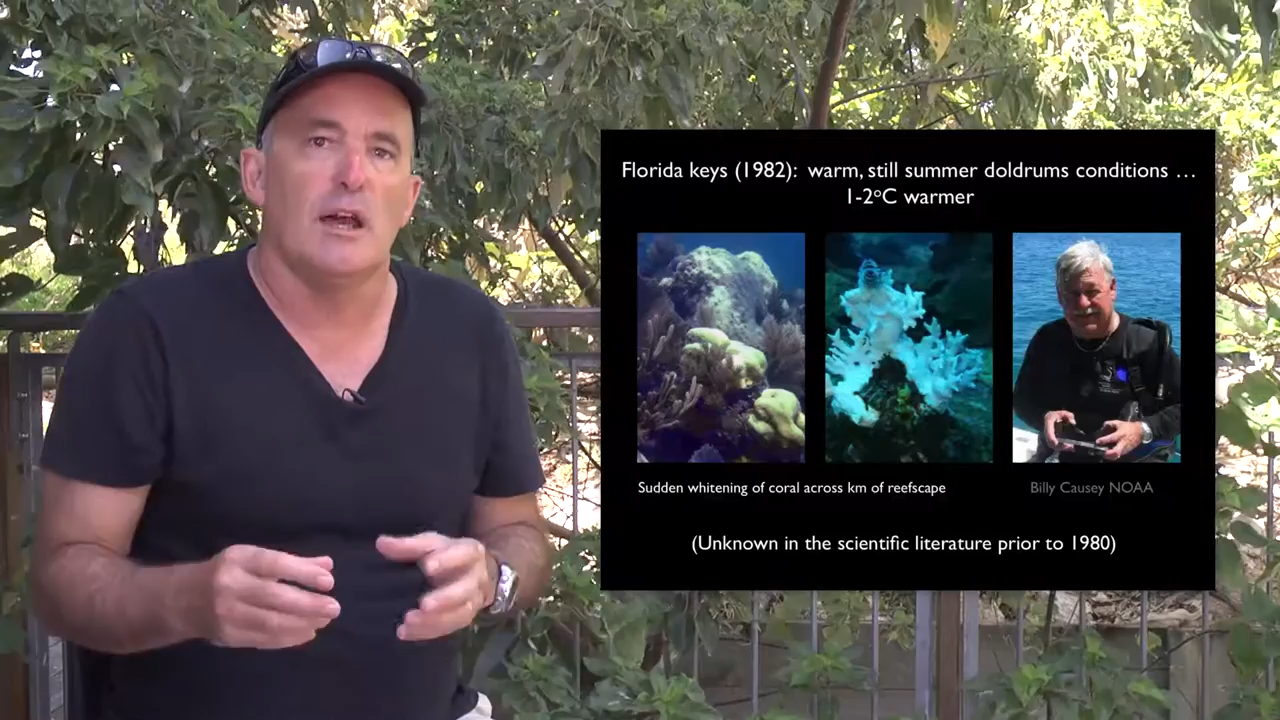 Florida keys (1982): warm, still summer doldrums conditions ...
1-2°C warmer
Sudden whitening of coral across km of reefscape
Billy Causey NOAA
(Unknown in the scientific literature prior to 1980)